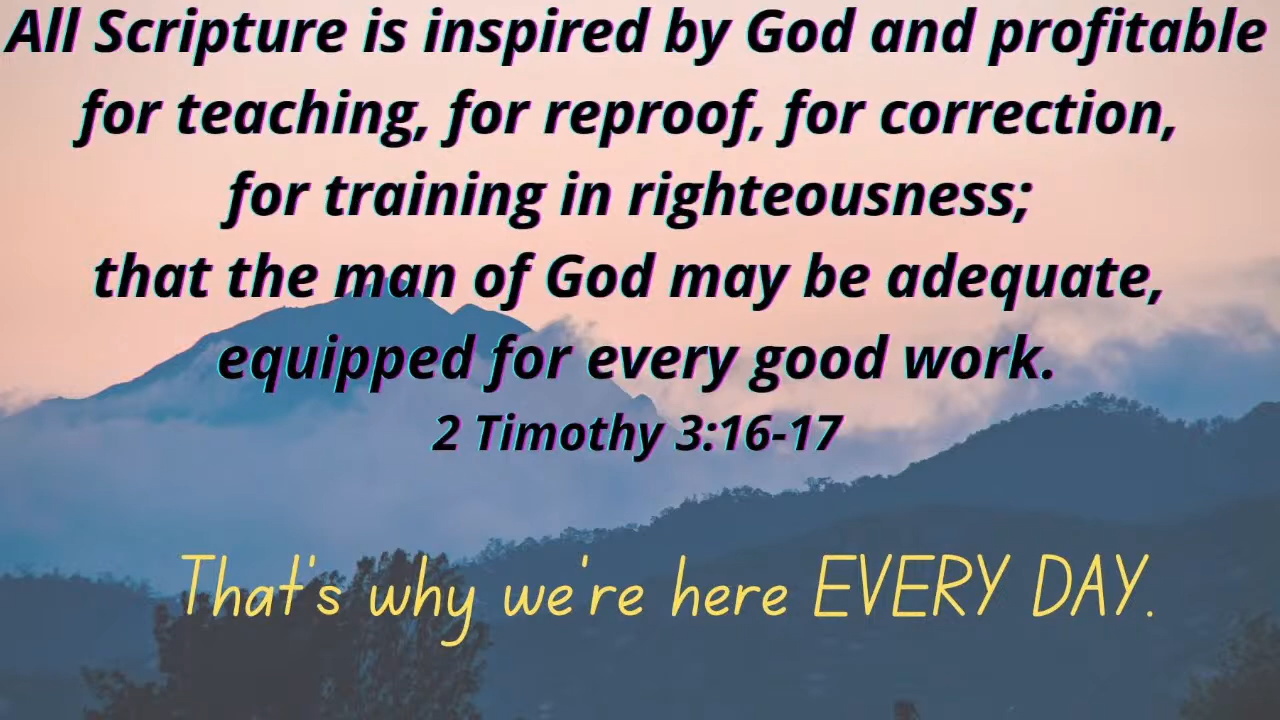 All Scripture is inspired by God and profitable
for teaching, for reproof, for correction,
for training in righteousness;
that the man of God may be adequate,
equipped for every good work.
2 Timothy 3:16-17
That's why we're here EVERY DAY.